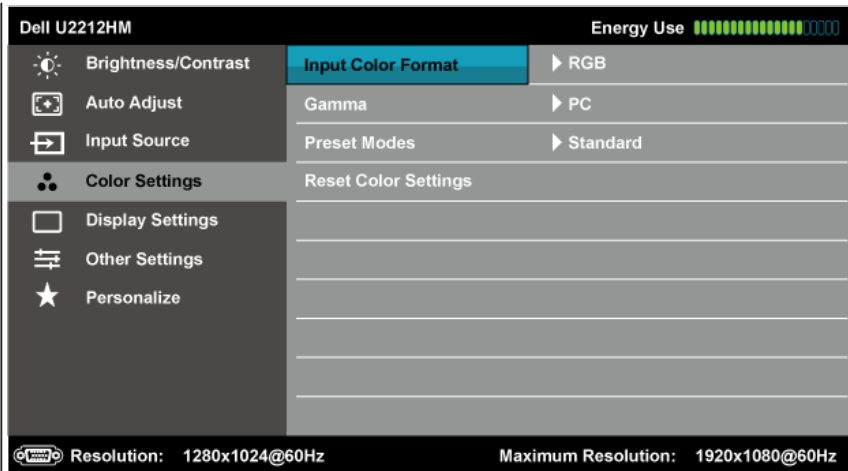 Dell U2212HM Energy Use
Brightness/Contrast Input Color Format RGB
Auto Adjust Gamma PC
Input Source Preset Modes Standard
Color Settings Reset Color Settings
Display Settings
Other Settings
Personalize
Resolution: 1280x1024@60Hz Maximum Resolution: 1920x1080@60Hz